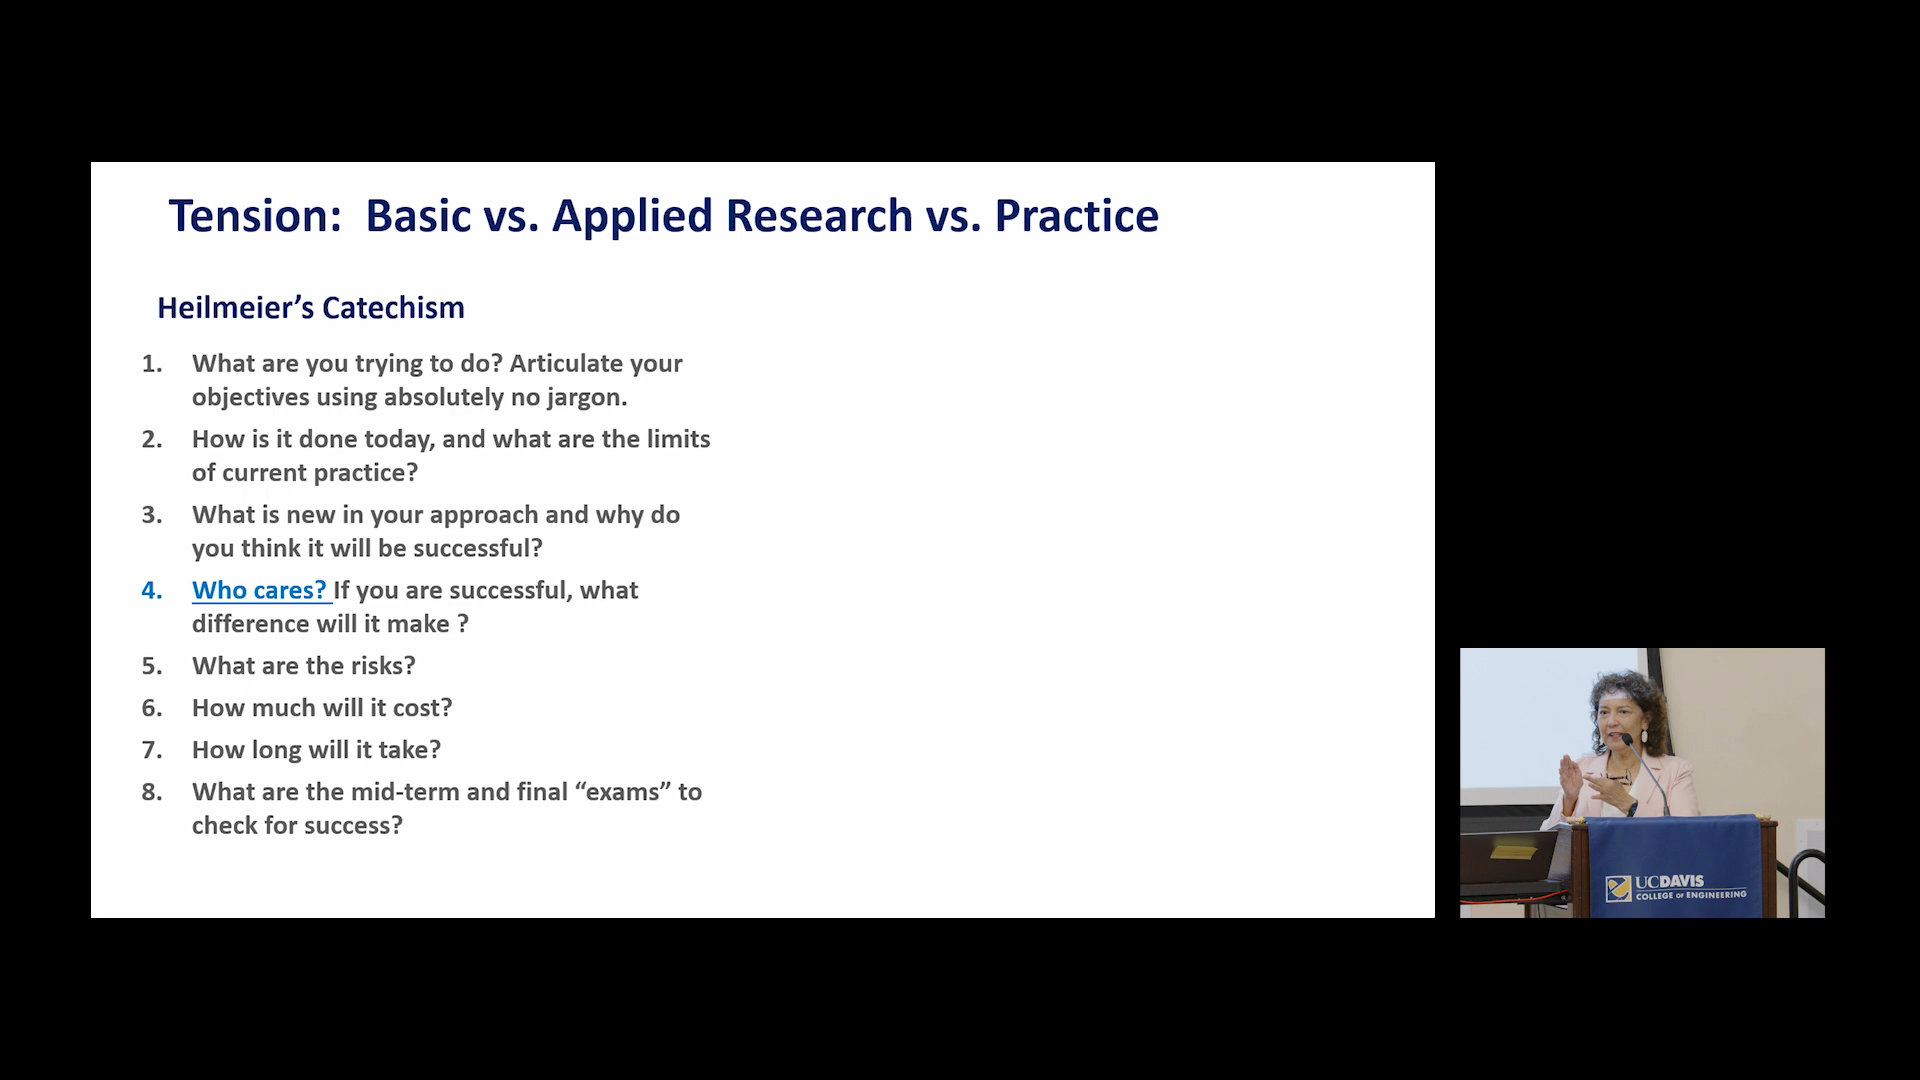 Tension:  Basic vs. Applied Research vs. Practice
Heilmeier’s Catechism
1. What are you trying to do? Articulate your
objectives using absolutely no jargon.
2. How is it done today, and what are the limits
of current practice?
3. What is new in your approach and why do
you think it will be successful?
4. Who cares? If you are successful, what
difference will it make ?
5. What are the risks?
6. How much will it cost?
7. How long will it take?
8. What are the mid-term and final “exams” to
check for success?
UCDAVIS
COLLEGE OF ENGINEERING